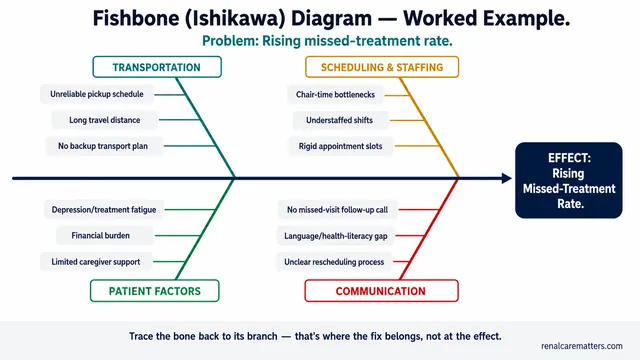 Fishbone (Ishikawa) Diagram — Worked Example.
Problem: Rising missed-treatment rate.
TRANSPORTATION
Unreliable pickup schedule
Long travel distance
No backup transport plan
SCHEDULING & STAFFING
Chair-time bottlenecks
Understaffed shifts
Rigid appointment slots
EFFECT:
Rising
Missed-Treatment
Rate.
Depression/treatment fatigue
Financial burden
Limited caregiver support
PATIENT FACTORS
No missed-visit follow-up call
Language/health-literacy gap
Unclear rescheduling process
COMMUNICATION
Trace the bone back to its branch — that's where the fix belongs, not at the effect.
renalcarematters.com